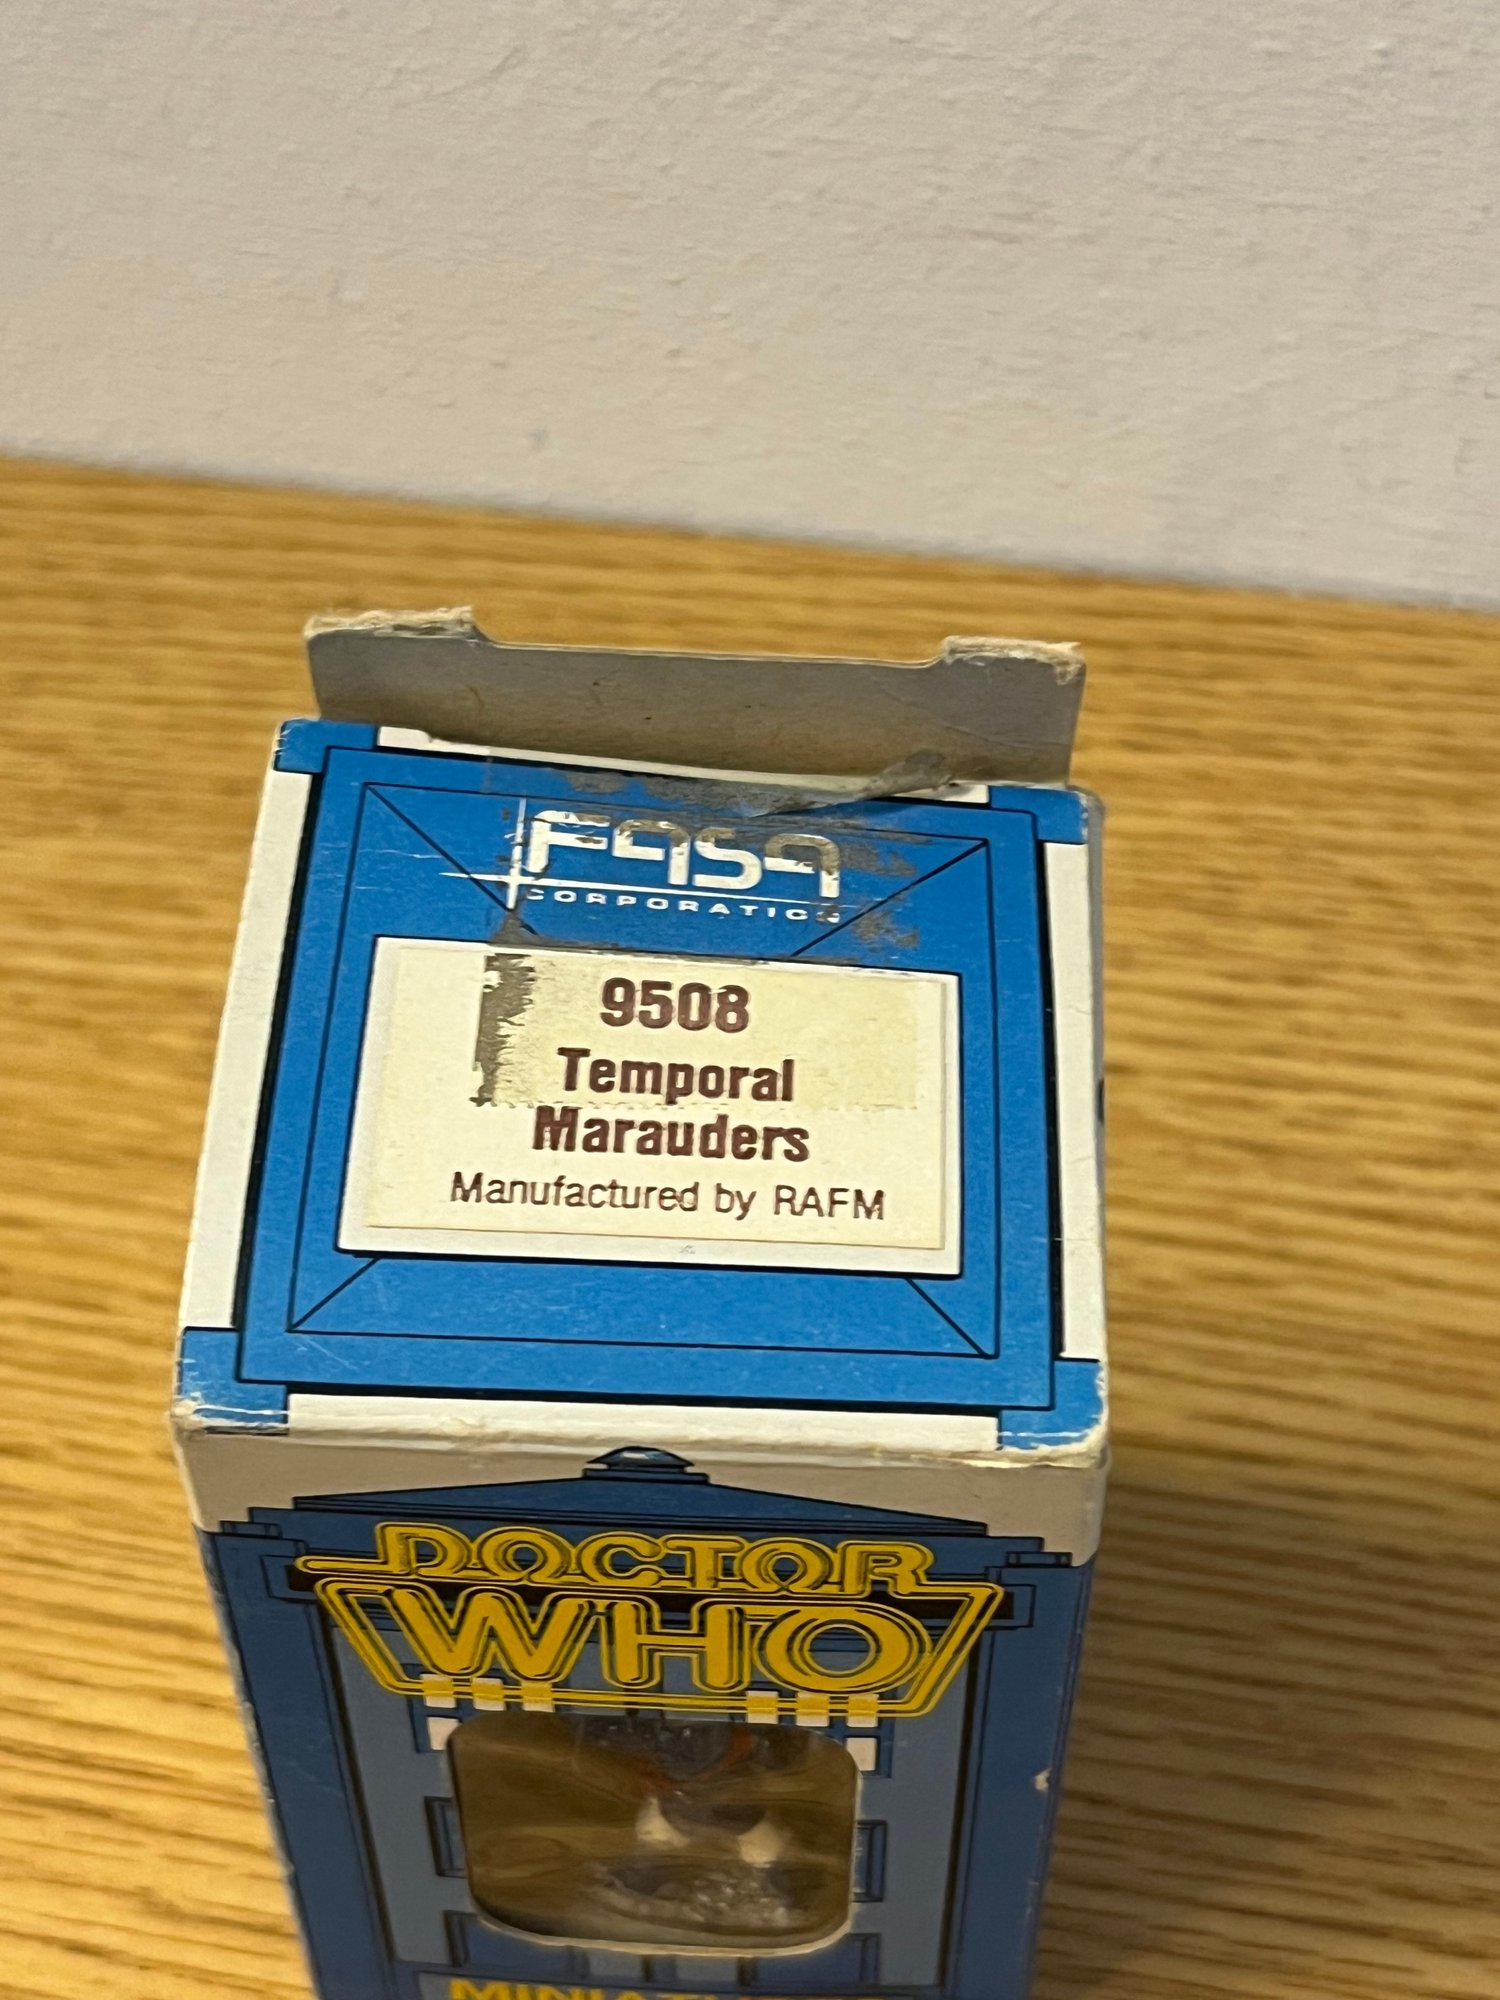 FASA
CORPORATION
9508
Temporal
Marauders
Manufactured by RAFM
DOCTOR
WHO